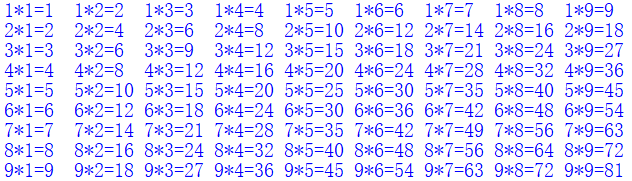 1*1=1 1*2=2 1*3=3 1*4=4 1*5=5 1*6=6 1*7=7 1*8=8 1*9=9
2*1=2 2*2=4 2*3=6 2*4=8 2*5=10 2*6=12 2*7=14 2*8=16 2*9=18
3*1=3 3*2=6 3*3=9 3*4=12 3*5=15 3*6=18 3*7=21 3*8=24 3*9=27
4*1=4 4*2=8 4*3=12 4*4=16 4*5=20 4*6=24 4*7=28 4*8=32 4*9=36
5*1=5 5*2=10 5*3=15 5*4=20 5*5=25 5*6=30 5*7=35 5*8=40 5*9=45
6*1=6 6*2=12 6*3=18 6*4=24 6*5=30 6*6=36 6*7=42 6*8=48 6*9=54
7*1=7 7*2=14 7*3=21 7*4=28 7*5=35 7*6=42 7*7=49 7*8=56 7*9=63
8*1=8 8*2=16 8*3=24 8*4=32 8*5=40 8*6=48 8*7=56 8*8=64 8*9=72
9*1=9 9*2=18 9*3=27 9*4=36 9*5=45 9*6=54 9*7=63 9*8=72 9*9=81